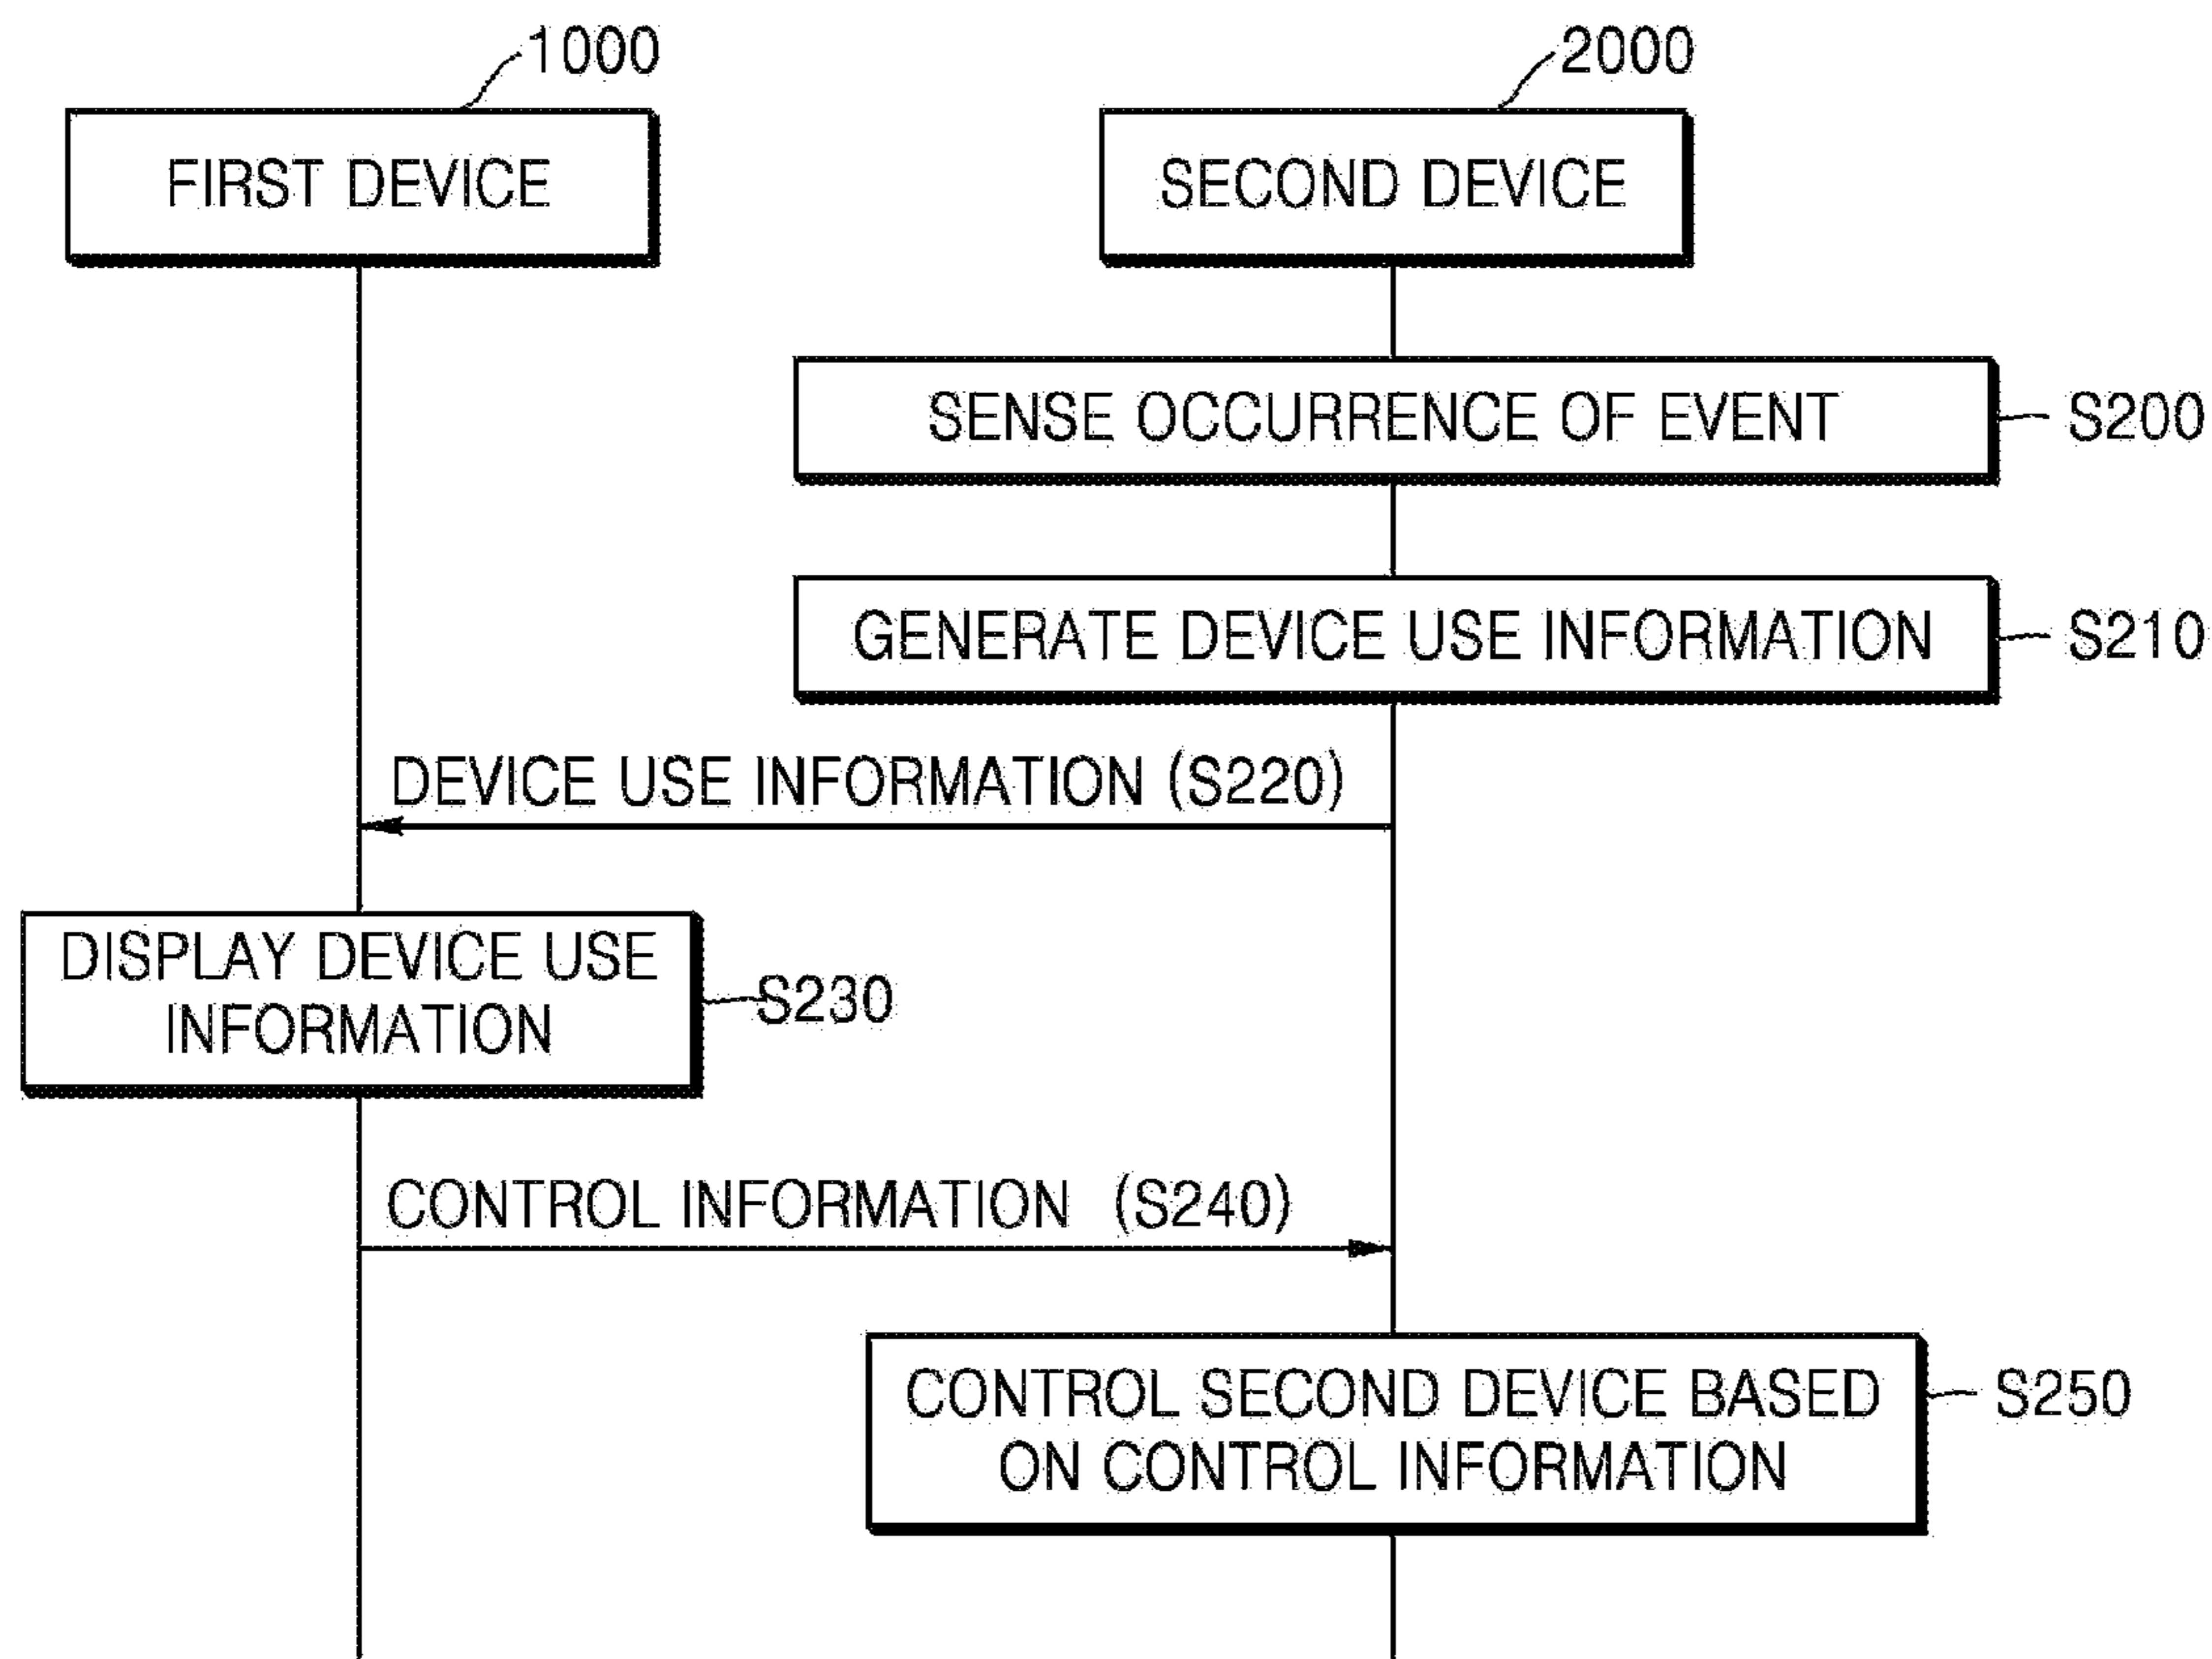 1000
2000
FIRST DEVICE
SECOND DEVICE
SENSE OCCURRENCE OF EVENT
S200
GENERATE DEVICE USE INFORMATION
S210
DEVICE USE INFORMATION (S220)
DISPLAY DEVICE USE
INFORMATION
S230
CONTROL INFORMATION (S240)
CONTROL SECOND DEVICE BASED
ON CONTROL INFORMATION
S250